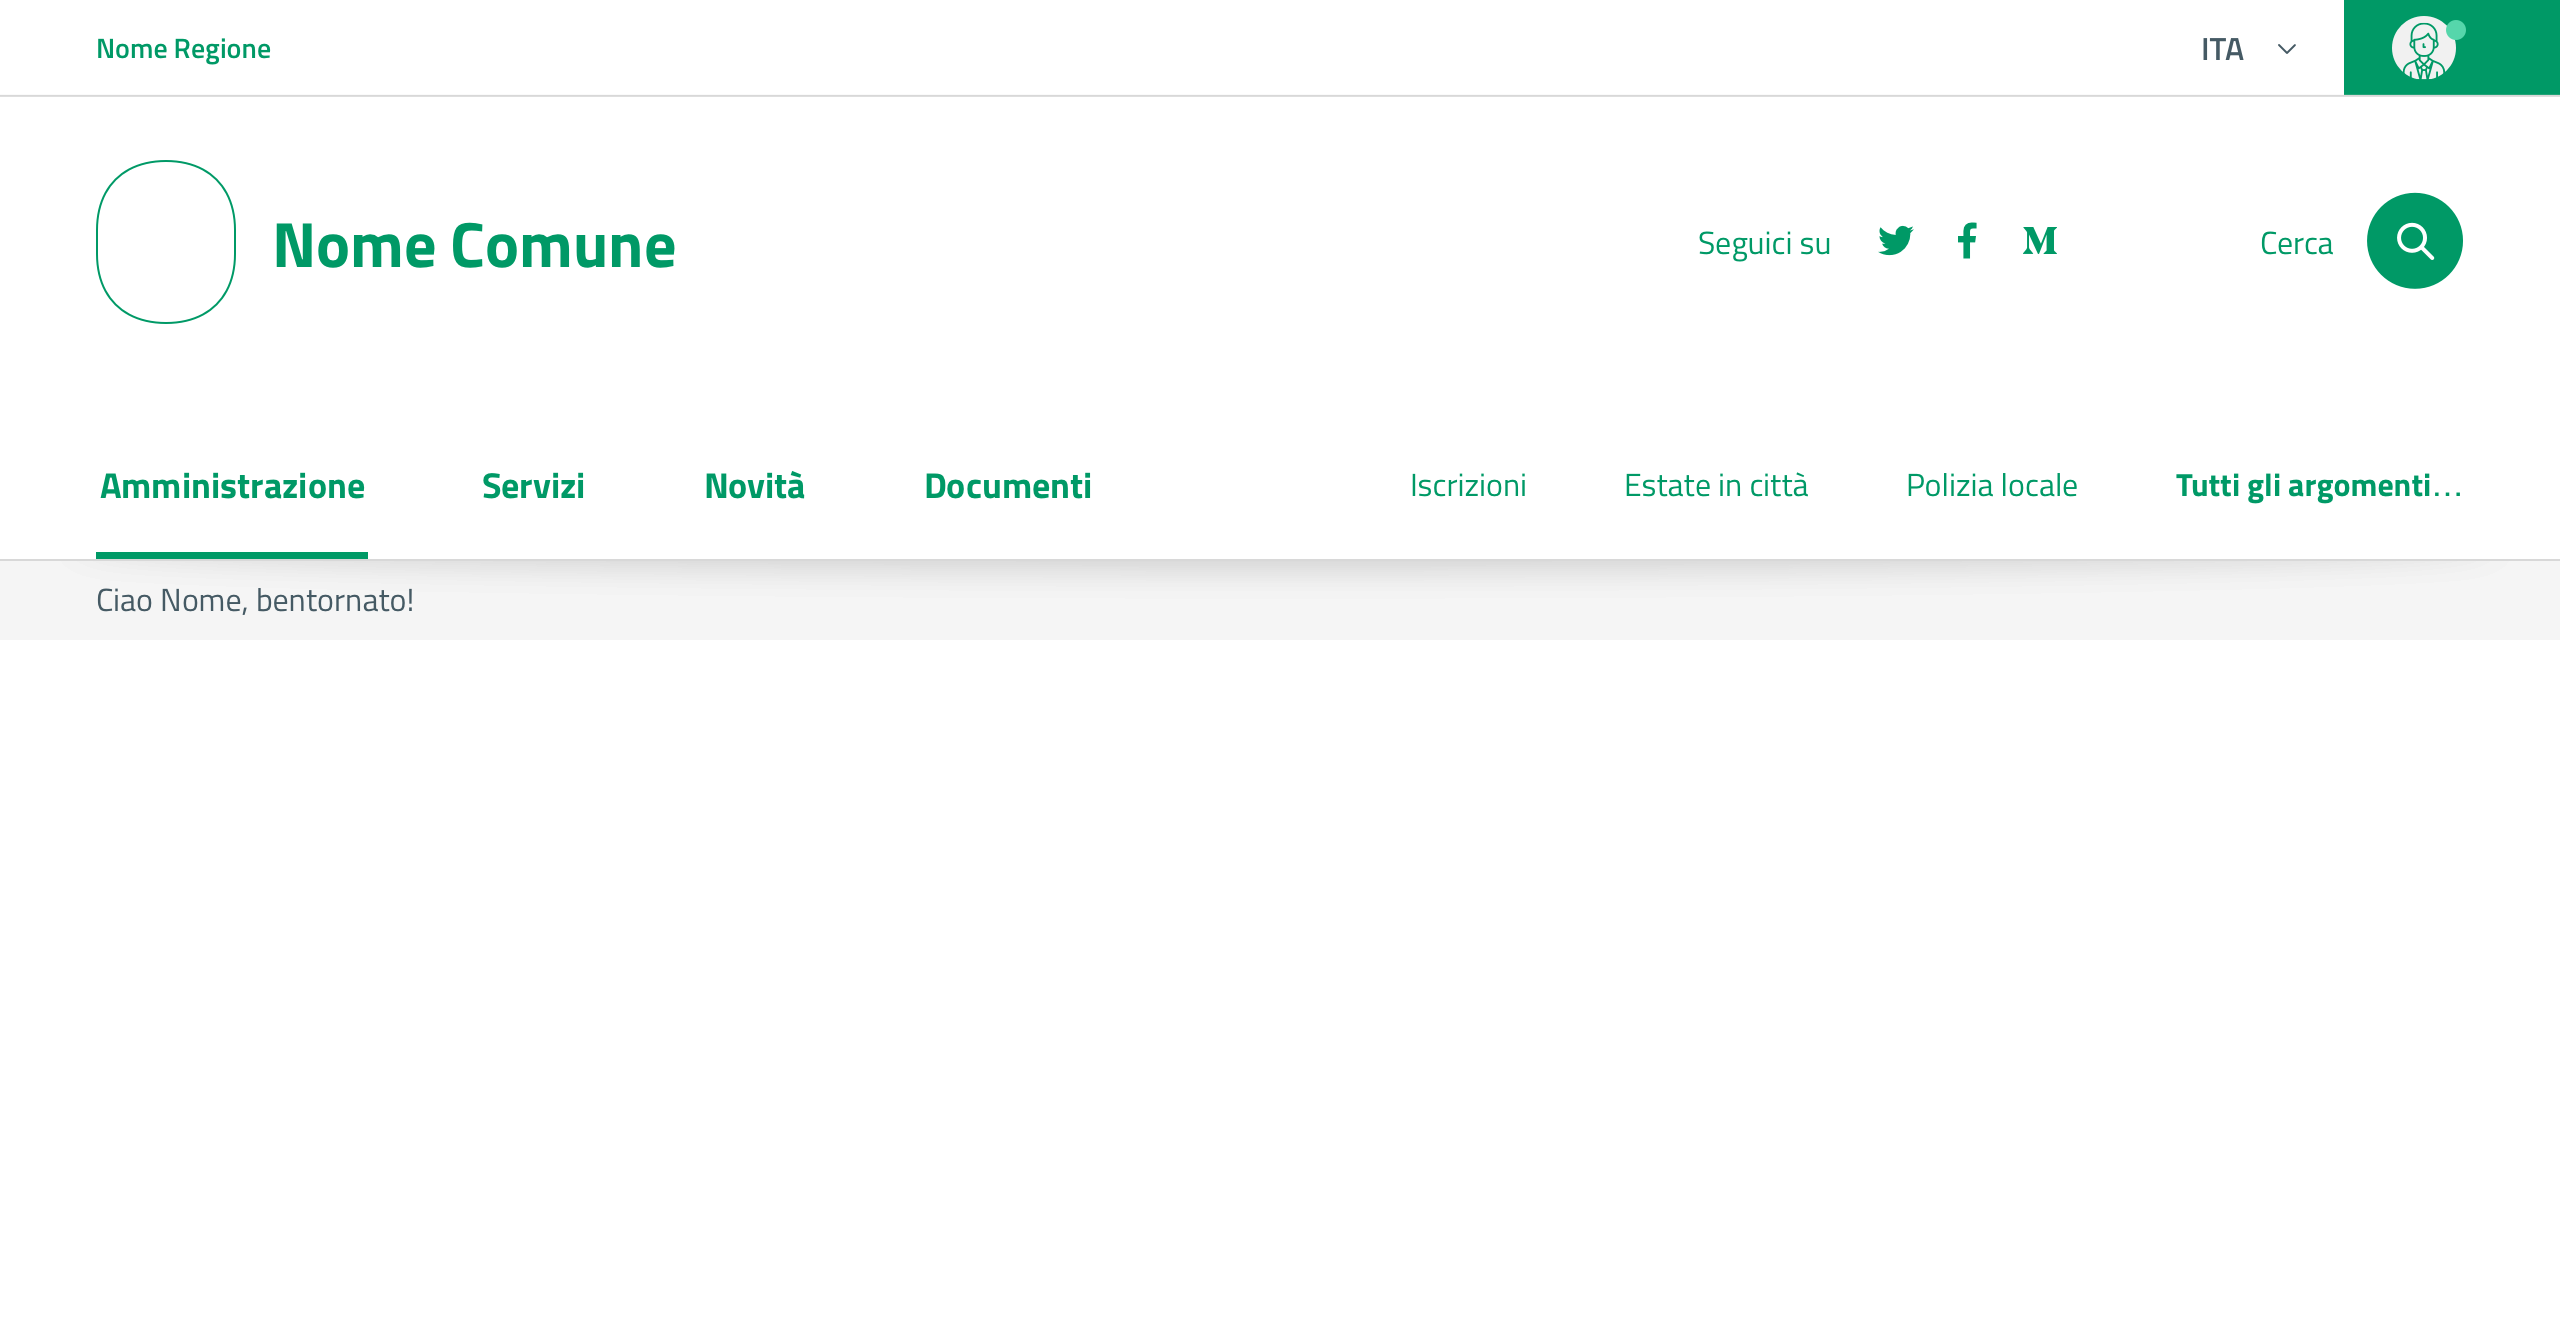 Nome Regione
ITA
Nome Comune
Seguici su
Cerca
Amministrazione
Servizi
Novità
Documenti
Iscrizioni
Estate in città
Polizia locale
Tutti gli argomenti...
Ciao Nome, bentornato!